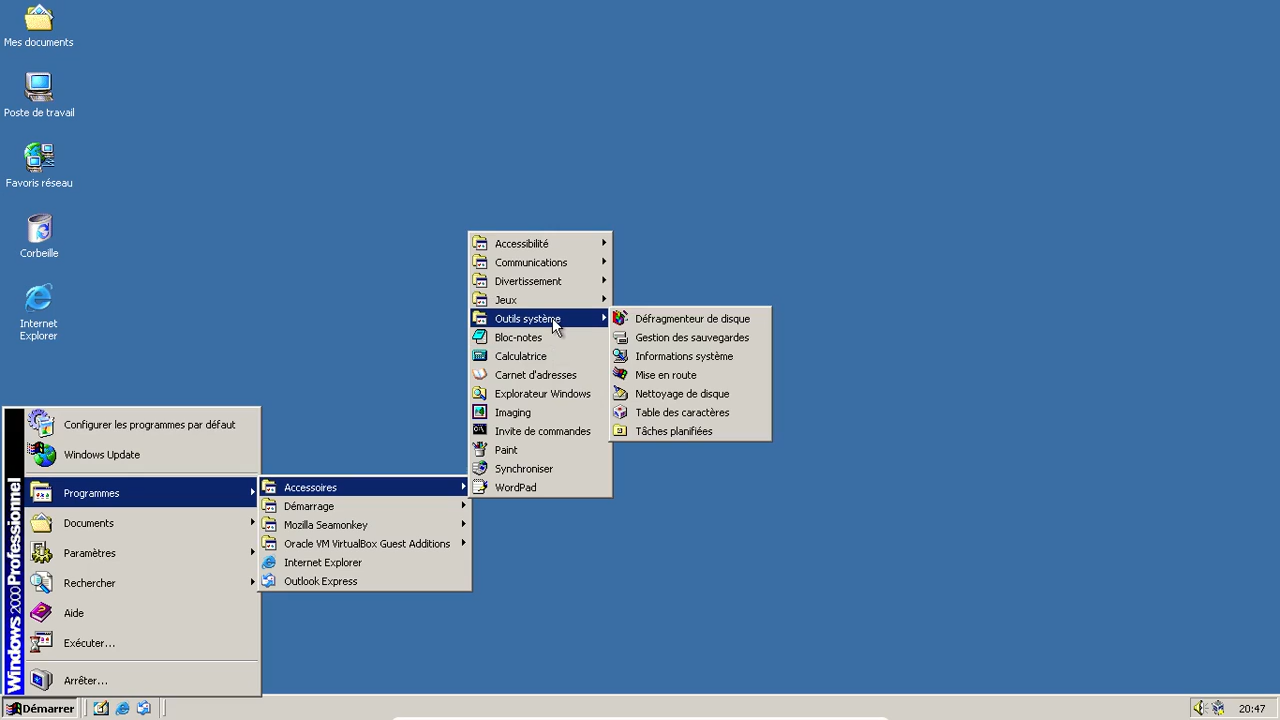 Mes documents
Poste de travail
Favoris réseau
Corbeille
Internet
Explorer
Configurer les programmes par défaut
Windows Update
Programmes
Documents
Paramètres
Rechercher
Aide
Exécuter...
Arrêter...
Windows 2000 Professionnel
Accessoires
Démarrage
Mozilla Seamonkey
Oracle VM VirtualBox Guest Additions
Internet Explorer
Outlook Express
Accessibilité
Communications
Divertissement
Jeux
Outils système
Bloc-notes
Calculatrice
Carnet d'adresses
Explorateur Windows
Imaging
Invite de commandes
Paint
Synchroniser
WordPad
Défragmenteur de disque
Gestion des sauvegardes
Informations système
Mise en route
Nettoyage de disque
Table des caractères
Tâches planifiées
Démarrer
20:47